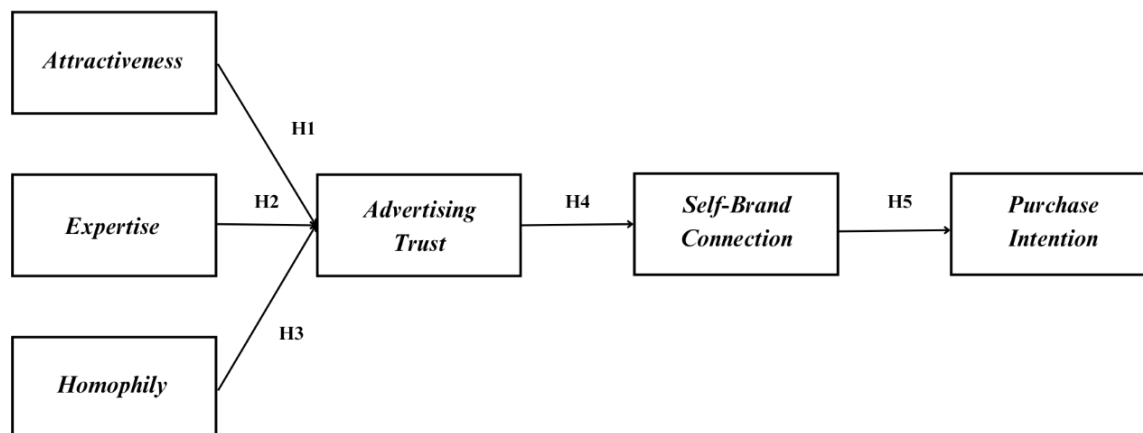 Attractiveness
H1
Expertise
H2
Advertising
Trust
H4
Self-Brand
Connection
H5
Purchase
Intention
H3
Homophily